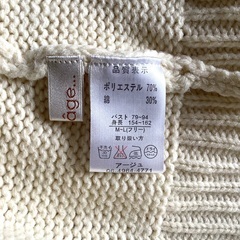 âge...
品質表示
ポリエステル 70%
綿 30%
バスト 79-94
身長 154-162
M-L(フリー)
取り扱い方
アージュ